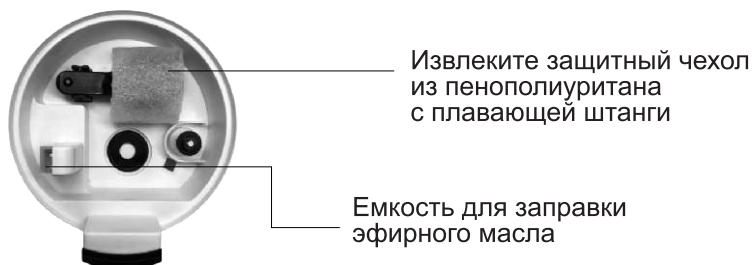 Извлеките защитный чехол
из пенополиуритана
с плавающей штанги
Емкость для заправки
эфирного масла